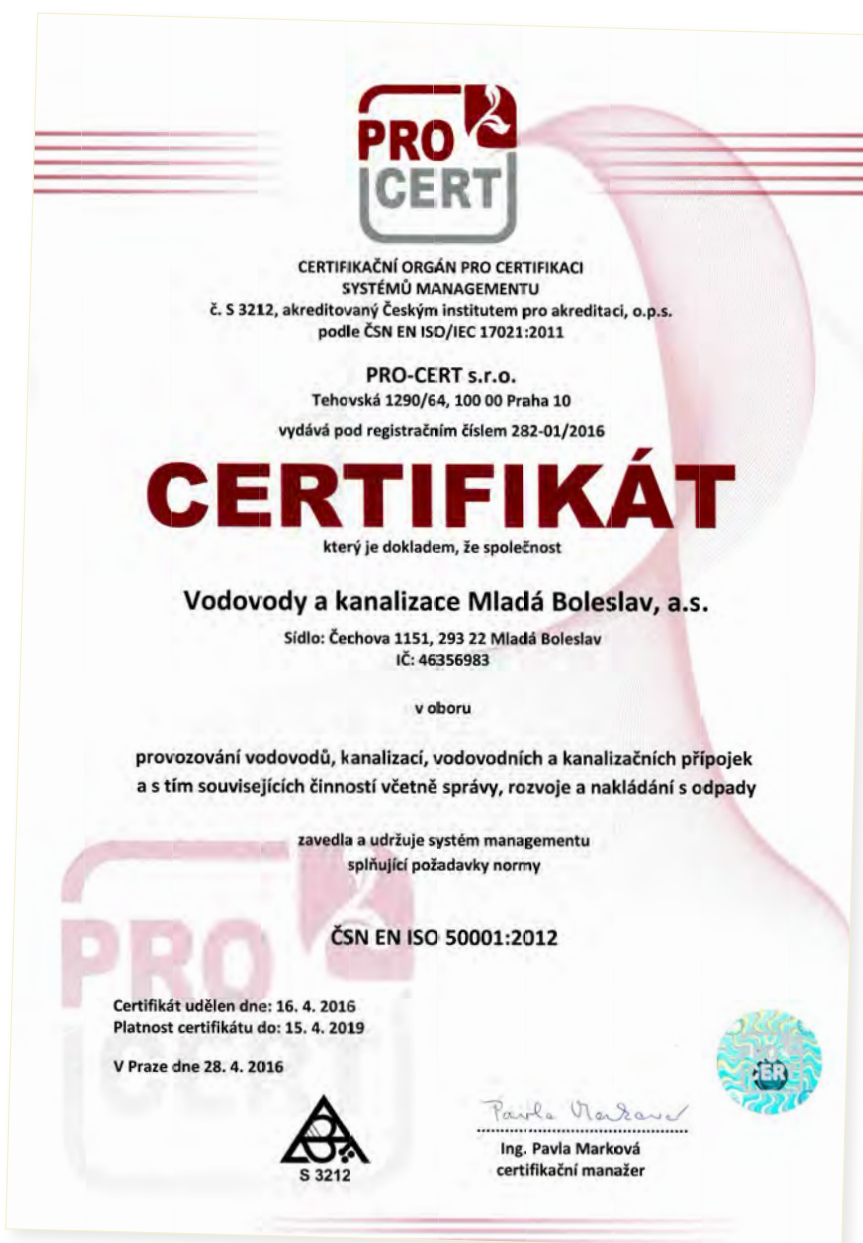 PRO
CERT
CERTIFIKAČNÍ ORGÁN PRO CERTIFIKACI
SYSTÉMŮ MANAGEMENTU
č. S 3212, akreditovaný Českým institutem pro akreditaci, o.p.s.
podle ČSN EN ISO/IEC 17021:2011
PRO-CERT s.r.o.
Tehovská 1290/64, 100 00 Praha 10
vydává pod registračním číslem 282-01/2016
CERTIFIKÁT
který je dokladem, že společnost
Vodovody a kanalizace Mladá Boleslav, a.s.
Sídlo: Čechova 1151, 293 22 Mladá Boleslav
IČ: 46356983
v oboru
provozování vodovodů, kanalizací, vodovodních a kanalizačních přípojek
a s tím souvisejících činností včetně správy, rozvoje a nakládání s odpady
zavedla a udržuje systém managementu
splňující požadavky normy
PRO
CERT
ČSN EN ISO 50001:2012
Certifikát udělen dne: 16. 4. 2016
Platnost certifikátu do: 15. 4. 2019
V Praze dne 28. 4. 2016
S 3212
Pavla Marková
Ing. Pavla Marková
certifikační manažer